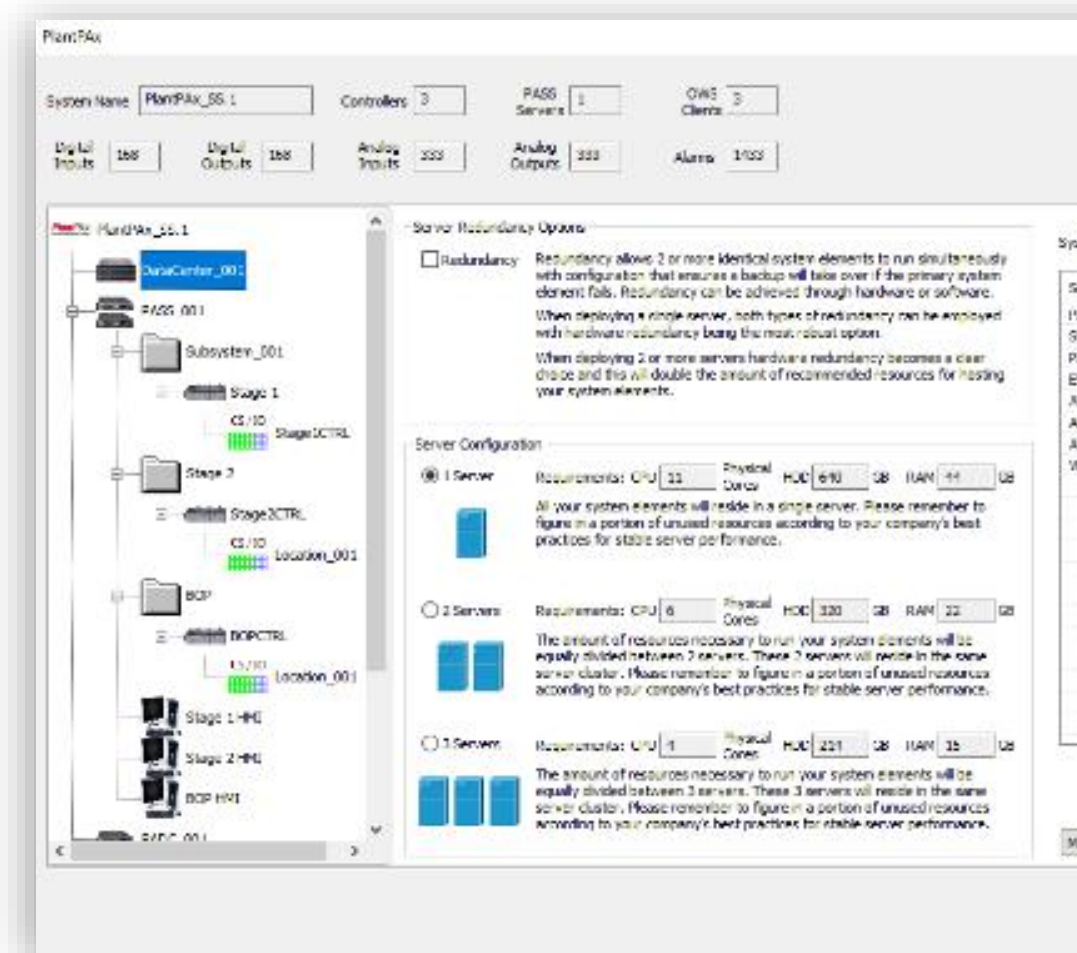 PlantPAx
System Name PlantPAx_SS.1 Controllers 3 PASS Servers 1 OWS Clients 3
Digital Inputs 168 Digital Outputs 168 Analog Inputs 333 Analog Outputs 333 Alarms 1433
PlantPAx_SS.1
DataCenter_001
PASS_001
Subsystem_001
Stage 1
CS/IO
Stage1CTRL
Stage 2
Stage2CTRL
CS/IO
Location_001
BOP
BOPCTRL
CS/IO
Location_001
Stage 1 HMI
Stage 2 HMI
BOP HMI
Server Redundancy Options
Redundancy
Redundancy allows 2 or more identical system elements to run simultaneously
with configuration that ensures a backup will take over if the primary system
element fails. Redundancy can be achieved through hardware or software.
When deploying a single server, both types of redundancy can be employed
with hardware redundancy being the most robust option.
When deploying 2 or more servers hardware redundancy becomes a clear
choice and this will double the amount of recommended resources for hosting
your system elements.
Server Configuration
1 Server Requirements: CPU 11 Physical Cores HDD 640 GB RAM 44 GB
All your system elements will reside in a single server. Please remember to
figure in a portion of unused resources according to your company's best
practices for stable server performance.
2 Servers Requirements: CPU 6 Physical Cores HDD 320 GB RAM 22 GB
The amount of resources necessary to run your system elements will be
equally divided between 2 servers. These 2 servers will reside in the same
server cluster. Please remember to figure in a portion of unused resources
according to your company's best practices for stable server performance.
3 Servers Requirements: CPU 4 Physical Cores HDD 214 GB RAM 15 GB
The amount of resources necessary to run your system elements will be
equally divided between 3 servers. These 3 servers will reside in the same
server cluster. Please remember to figure in a portion of unused resources
according to your company's best practices for stable server performance.